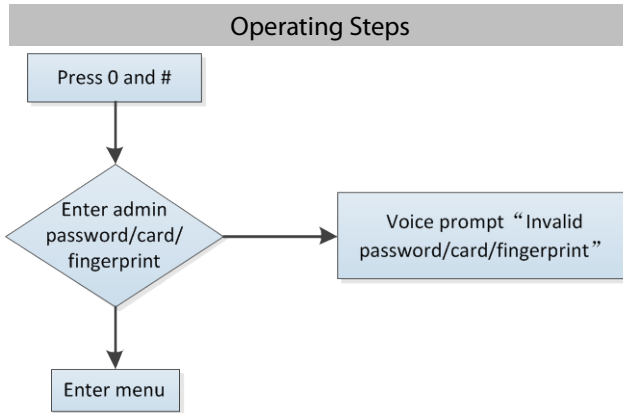 Operating Steps
Press 0 and #
Enter admin
password/card/
fingerprint
Voice prompt“Invalid
password/card/fingerprint”
Enter menu